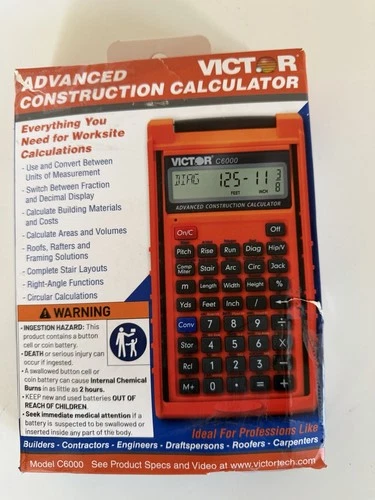 VICTOR
ADVANCED
CONSTRUCTION CALCULATOR
Everything You
Need for Worksite
Calculations
- Use and Convert Between
Units of Measurement
- Switch Between Fraction
and Decimal Display
- Calculate Building Materials
and Costs
- Calculate Areas and Volumes
- Roofs, Rafters and
Framing Solutions
- Complete Stair Layouts
- Right-Angle Functions
- Circular Calculations
VICTOR C6000
DIAG 125-11 3/8
FEET INCH
ADVANCED CONSTRUCTION CALCULATOR
On/C Off
Pitch Rise Run Diag Hip/V
Comp Miter Stair Arc Circ Jack
m Length Width Height %
Yds Feet Inch / ←
Conv 7 8 9 ÷
Stor 4 5 6 X
Rcl 1 2 3 -
M+ 0 • = +
WARNING
• INGESTION HAZARD: This
product contains a button
cell or coin battery.
• DEATH or serious injury can
occur if ingested.
• A swallowed button cell or
coin battery can cause Internal Chemical
Burns in as little as 2 hours.
• KEEP new and used batteries OUT
OF REACH OF CHILDREN.
• Seek immediate medical attention if a
battery is suspected to be swallowed or
inserted inside any part of the body.
Ideal For Professions Like
Builders - Contractors - Engineers - Draftspersons - Roofers - Carpenters
Model C6000 See Product Specs and Video at www.victortech.com